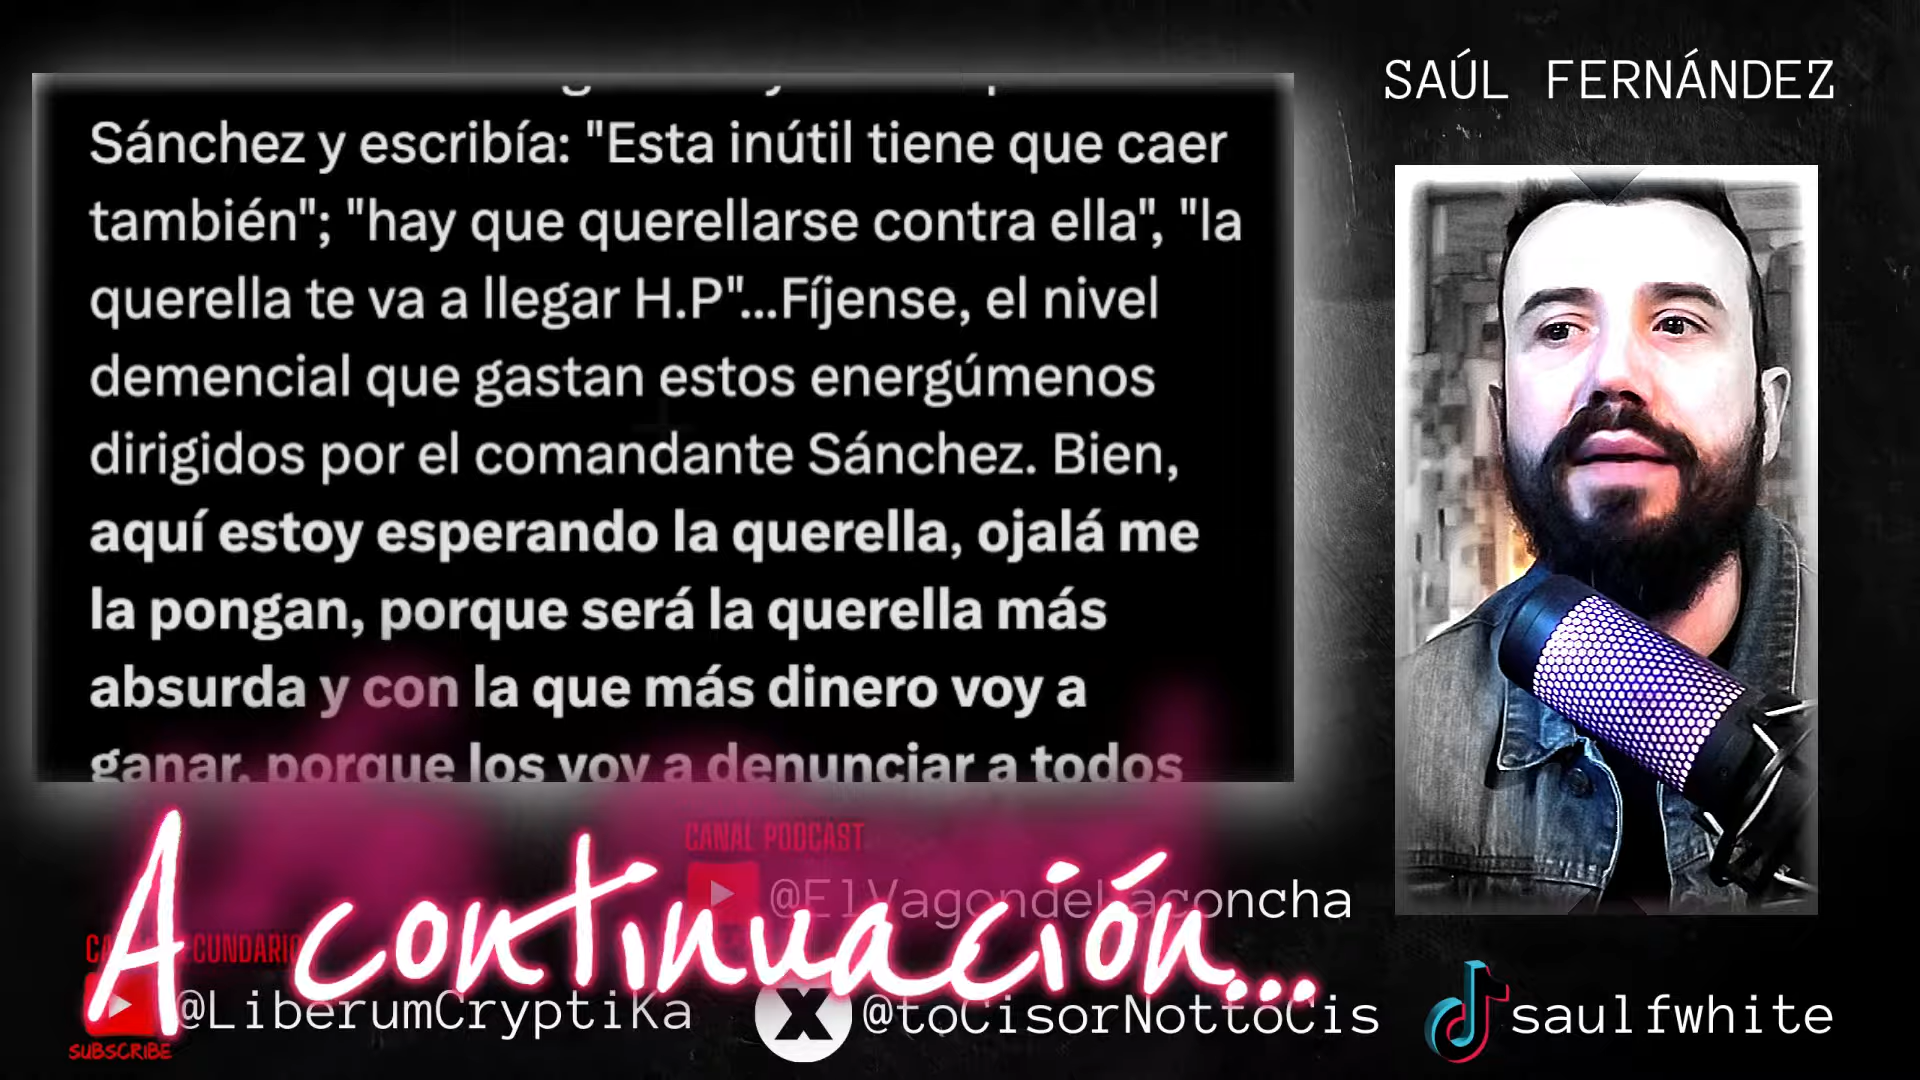 SAÚL FERNÁNDEZ
Sánchez y escribía: "Esta inútil tiene que caer
también"; "hay que querellarse contra ella", "la
querella te va a llegar H.P"...Fíjense, el nivel
demencial que gastan estos energúmenos
dirigidos por el comandante Sánchez. Bien,
aquí estoy esperando la querella, ojalá me
la pongan, porque será la querella más
absurda y con la que más dinero voy a
ganar, porque los voy a denunciar a todos
A continuación...
CANAL PODCAST
@ElVagondeLaconcha
CANAL SECUNDARIO
@LiberumCryptiKa
SUBSCRIBE
@toCisorNottoCis
saulfwhite